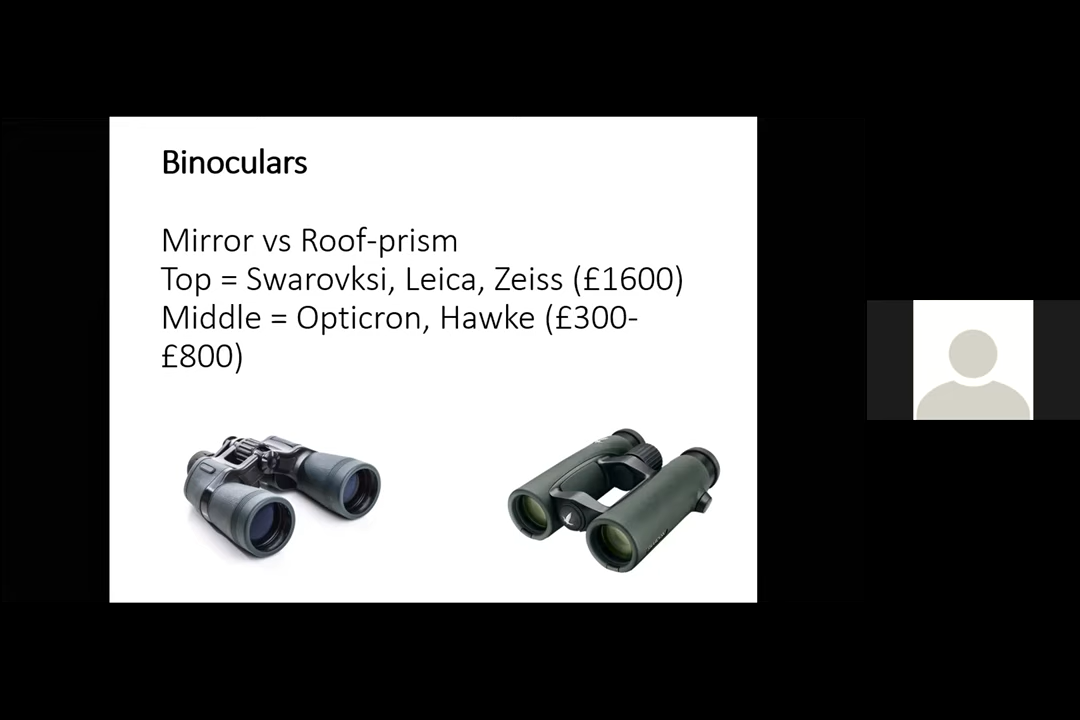 Binoculars
Mirror vs Roof-prism
Top = Swarovksi, Leica, Zeiss (£1600)
Middle = Opticron, Hawke (£300-
£800)